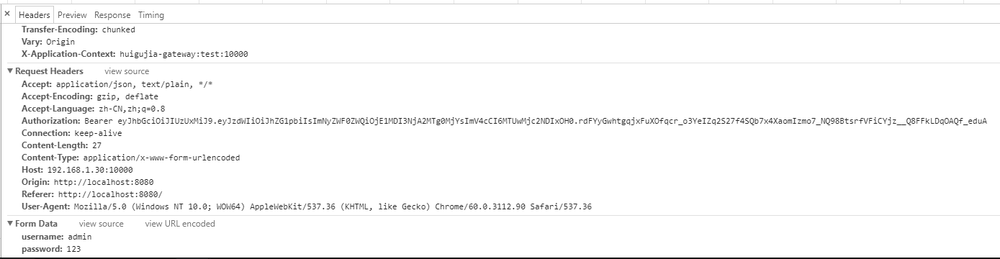 × Headers Preview Response Timing
Transfer-Encoding: chunked
Vary: Origin
X-Application-Context: huigujia-gateway:test:10000
▼ Request Headers view source
Accept: application/json, text/plain, */*
Accept-Encoding: gzip, deflate
Accept-Language: zh-CN,zh;q=0.8
Authorization: Bearer eyJhbGciOiJIUzUxMiJ9.eyJzdWIiOiJhZG1pbiIsImNyZWF0ZWQiOjE1MDI3NjA2MTg0MjYsImV4cCI6MTUwMjc2NDIxOH0.rdFYyGwhtgqjxFuXOfqcr_o3YeIZq2S27f4SQb7x4XaomIzmo7_NQ98BtsrfVFiCYjz__Q8FFkLDqOAQf_eduA
Connection: keep-alive
Content-Length: 27
Content-Type: application/x-www-form-urlencoded
Host: 192.168.1.30:10000
Origin: http://localhost:8080
Referer: http://localhost:8080/
User-Agent: Mozilla/5.0 (Windows NT 10.0; WOW64) AppleWebKit/537.36 (KHTML, like Gecko) Chrome/60.0.3112.90 Safari/537.36
▼ Form Data view source view URL encoded
username: admin
password: 123